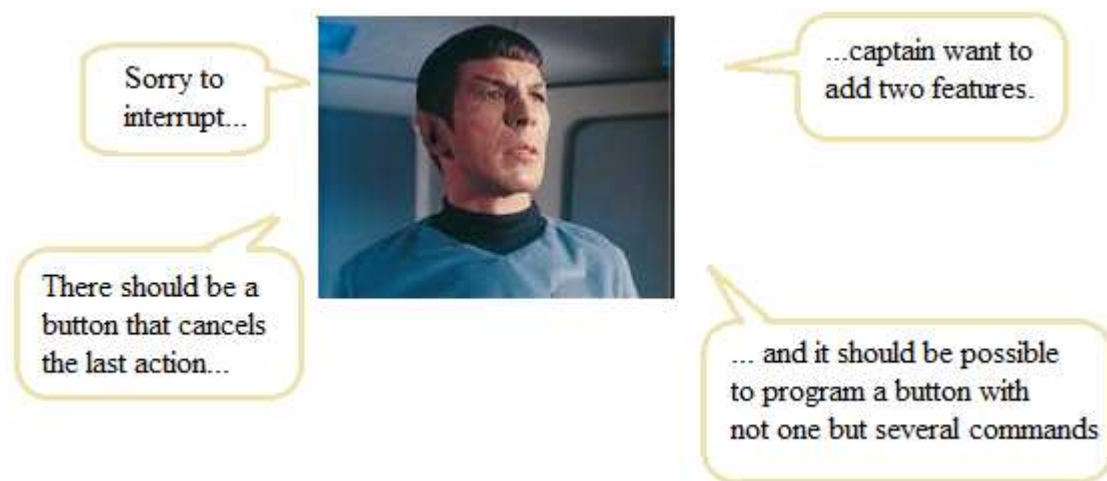 Sorry to
interrupt...
...captain want to
add two features.
There should be a
button that cancels
the last action...
... and it should be possible
to program a button with
not one but several commands